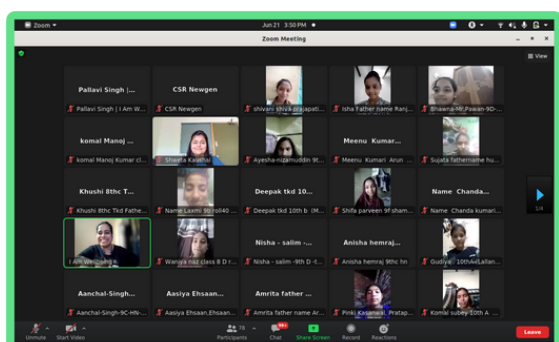 Zoom
Jun 21 3:50 PM
Zoom Meeting
View
Pallavi Singh |...
CSR Newgen
Pallavi Singh | I Am W...
CSR Newgen
shivani shiva prajapati...
Isha Father name Ranj...
Bhawna-Mr,Pawan-9D-...
komal Manoj ...
Meenu Kumar...
komal Manoj Kumar cl...
Shweta Kaushal
Ayesha-nizamuddin 9t...
Meenu Kumari Arun ...
Sujata fathername hu...
Khushi 8thc T...
Deepak tkd 10...
Name Chanda...
Khushi 8thc Tkd Fathe...
Name Laxmi 9b roll40 ...
Deepak tkd 10th b (M...
Shifa parveen 9f sham...
Name Chanda kumari...
1/4
Nisha - salim -...
Anisha hemraj...
I Am Wellbeing
Waniya naz class 8 D r...
Nisha - salim -9th D -t...
Anisha hemraj 9thc hn
Gudiya 10thA<Lallan...
Aanchal-Singh...
Aasiya Ehsaan...
Amrita father ...
Aanchal-Singh-9C-HN-...
Aasiya Ehsaan,Ehsaan...
Amrita father name Ar...
Pinki Kasanwal Pratap...
Komal subey 10th A ...
Unmute
Start Video
76
Participants
99+
Chat
Share Screen
Record
Reactions
Leave